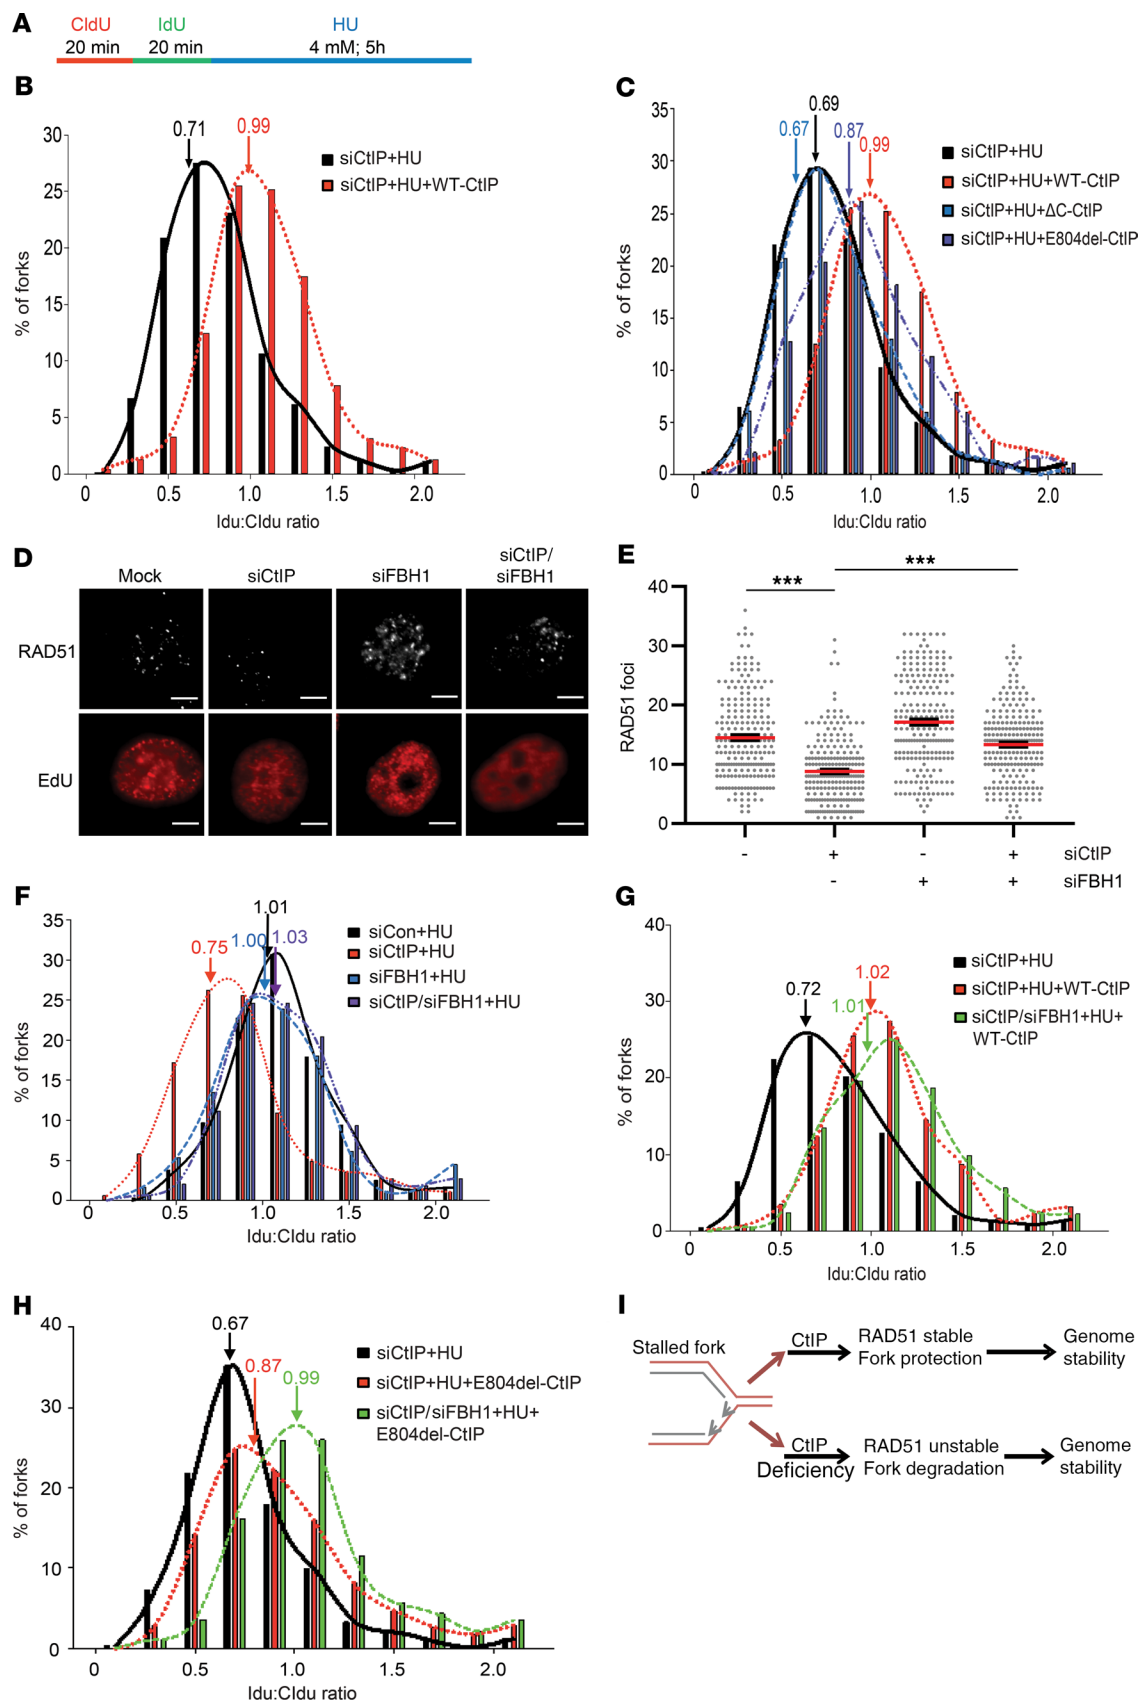 A
CldU
IdU
HU
20 min
20 min
4 mM; 5h
B
0.71
0.99
siCtIP+HU
siCtIP+HU+WT-CtIP
30
25
20
15
10
5
0
% of forks
0
0.5
1.0
1.5
2.0
Idu:CIdu ratio
C
0.69
0.67
0.87
0.99
siCtIP+HU
siCtIP+HU+WT-CtIP
siCtIP+HU+ΔC-CtIP
siCtIP+HU+E804del-CtIP
35
30
25
20
15
10
5
0
% of forks
0
0.5
1.0
1.5
2.0
Idu:CIdu ratio
D
Mock
siCtIP
siFBH1
siCtIP/
siFBH1
RAD51
EdU
E
***
***
40
30
20
10
0
RAD51 foci
- + - + siCtIP
- + + siFBH1
F
1.01
0.75
1.00
1.03
siCon+HU
siCtIP+HU
siFBH1+HU
siCtIP/siFBH1+HU
35
30
25
20
15
10
5
0
% of forks
0
0.5
1.0
1.5
2.0
Idu:CIdu ratio
G
0.72
1.02
1.01
siCtIP+HU
siCtIP+HU+WT-CtIP
siCtIP/siFBH1+HU+
WT-CtIP
40
30
20
10
0
% of forks
0
0.5
1.0
1.5
2.0
Idu:CIdu ratio
H
0.67
0.87
0.99
siCtIP+HU
siCtIP+HU+E804del-CtIP
siCtIP/siFBH1+HU+
E804del-CtIP
40
30
20
10
0
% of forks
0
0.5
1.0
1.5
2.0
Idu:CIdu ratio
I
Stalled fork
CtIP
RAD51 stable
Fork protection
Genome
stability
CtIP
Deficiency
RAD51 unstable
Fork degradation
Genome
stability